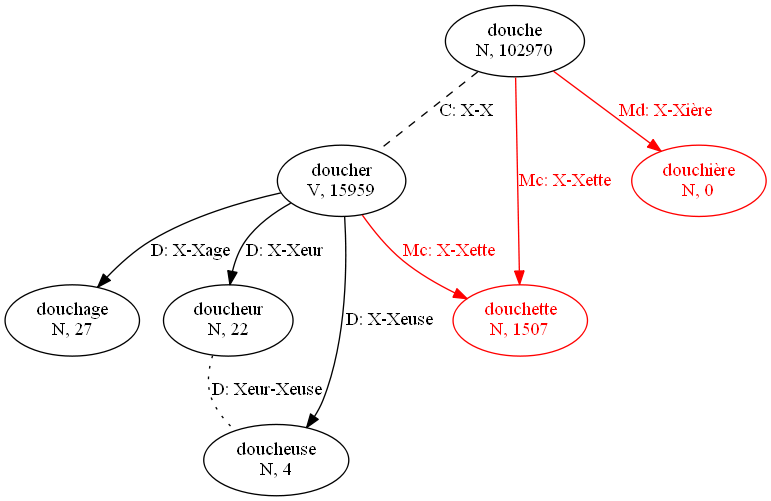 douche
N, 102970
C: X-X
Md: X-Xière
doucher
V, 15959
Mc: X-Xette
douchière
N, 0
D: X-Xage
D: X-Xeur
Mc: X-Xette
D: X-Xeuse
douchage
N, 27
doucheur
N, 22
douchette
N, 1507
D: Xeur-Xeuse
doucheuse
N, 4